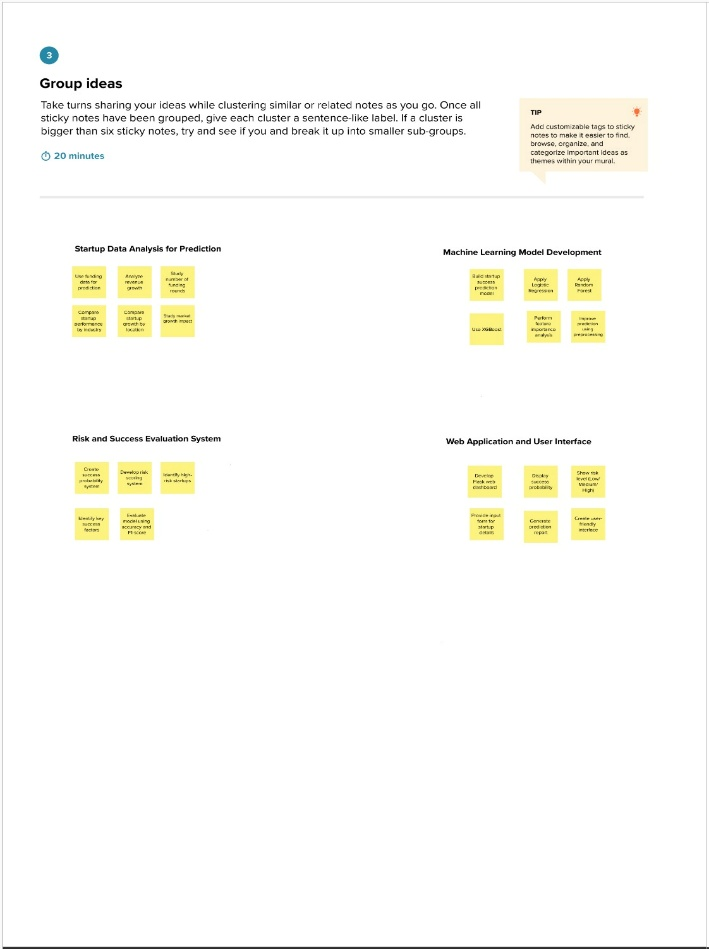 3
Group ideas
Take turns sharing your ideas while clustering similar or related notes as you go. Once all
sticky notes have been grouped, give each cluster a sentence-like label. If a cluster is
bigger than six sticky notes, try and see if you and break it up into smaller sub-groups.
20 minutes
TIP
Add customizable tags to sticky
notes to make it easier to find,
browse, organize, and
categorize important ideas as
themes within your mural.
Startup Data Analysis for Prediction
Use funding
data for
prediction
Analyze
revenue
growth
Study
number of
funding
rounds
Compare
startup
performance
by industry
Compare
startup
growth by
location
Study market
growth impact
Machine Learning Model Development
Build startup
success
prediction
model
Apply
Logistic
Regression
Apply
Random
Forest
Use XGBoost
Perform
feature
importance
analysis
Improve
prediction
using
preprocessing
Risk and Success Evaluation System
Create
success
probability
system
Develop risk
scoring
system
Identify high-
risk startups
Identify key
success
factors
Evaluate
model using
accuracy and
F1-score
Web Application and User Interface
Develop
Flask web
dashboard
Display
success
probability
Show risk
level (Low/
Medium/
High)
Provide input
form for
startup
details
Generate
prediction
report
Create user-
friendly
interface